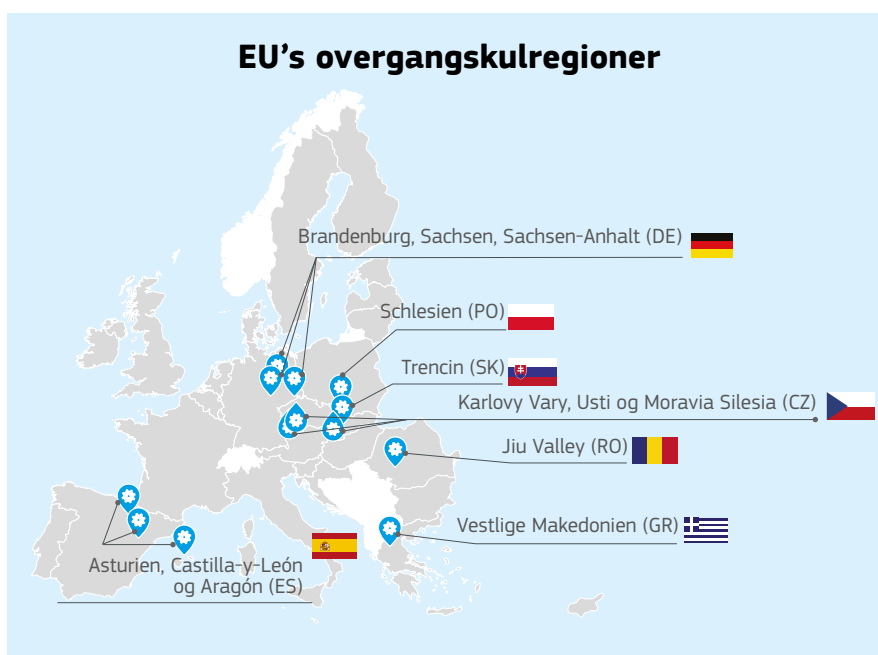 EU’s overgangskulregioner
Brandenburg, Sachsen, Sachsen-Anhalt (DE)
Schlesien (PO)
Trencin (SK)
Karlovy Vary, Usti og Moravia Silesia (CZ)
Jiu Valley (RO)
Vestlige Makedonien (GR)
Asturien, Castilla-y-León
og Aragón (ES)